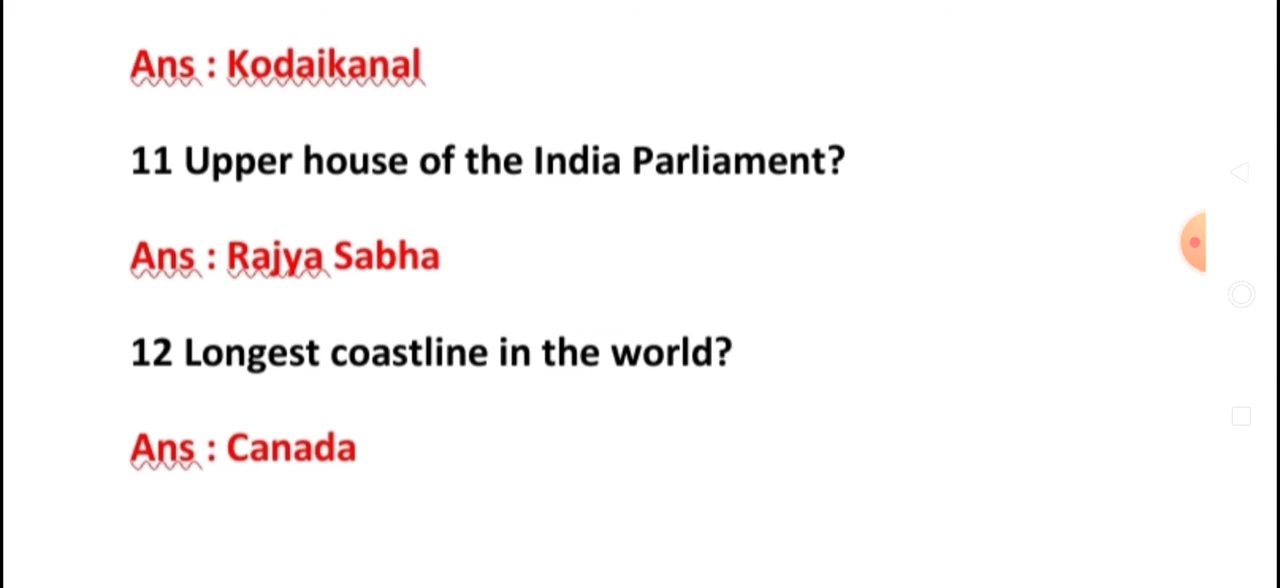 Ans : Kodaikanal
11 Upper house of the India Parliament?
Ans : Rajya Sabha
12 Longest coastline in the world?
Ans : Canada